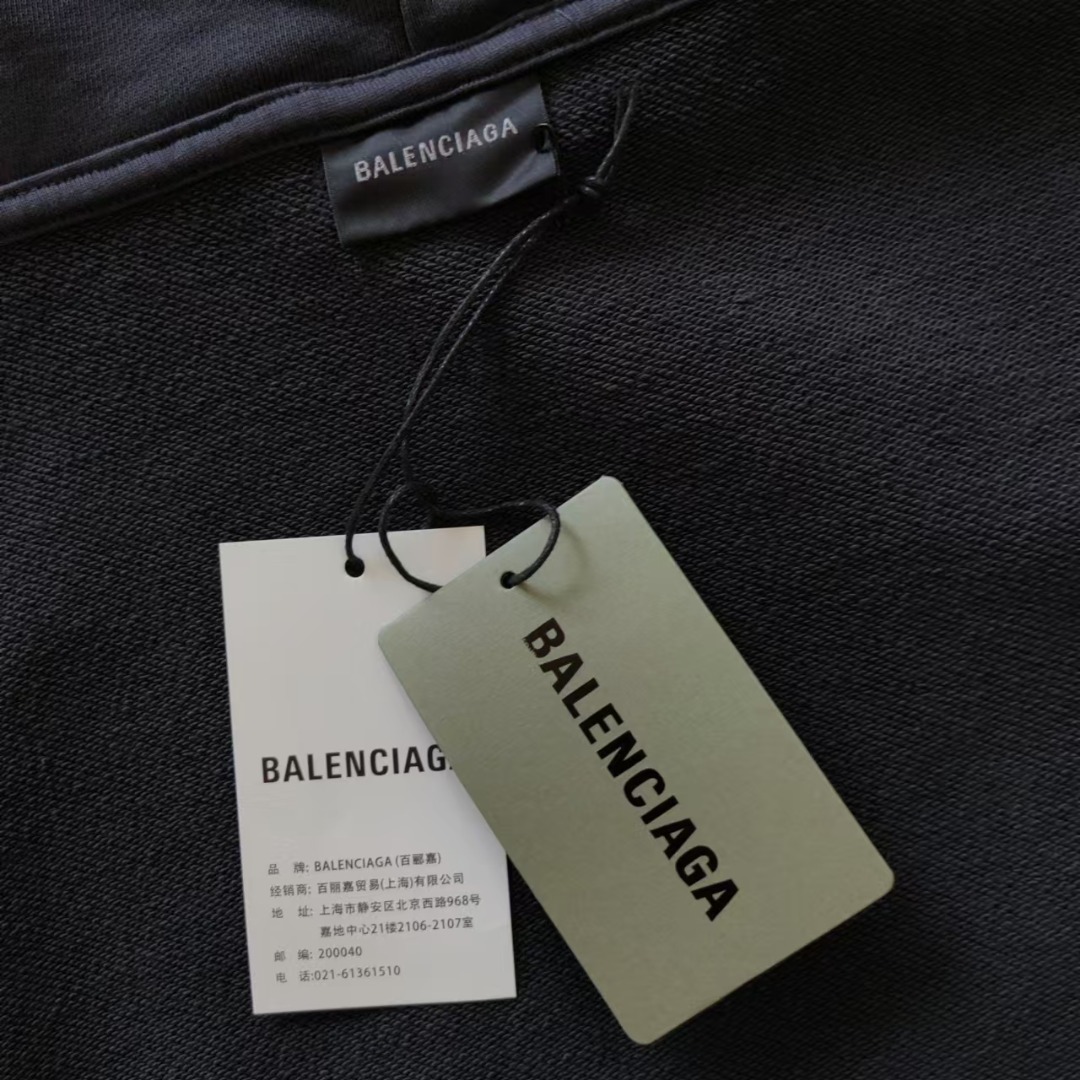 BALENCIAGA
BALENCIAG
品 牌: BALENCIAGA (百郦嘉)
经销商: 百丽嘉贸易(上海)有限公司
地 址: 上海市静安区北京西路968号
嘉地中心21楼2106-2107室
邮 编: 200040
电 话:021-61361510
BALENCIAGA